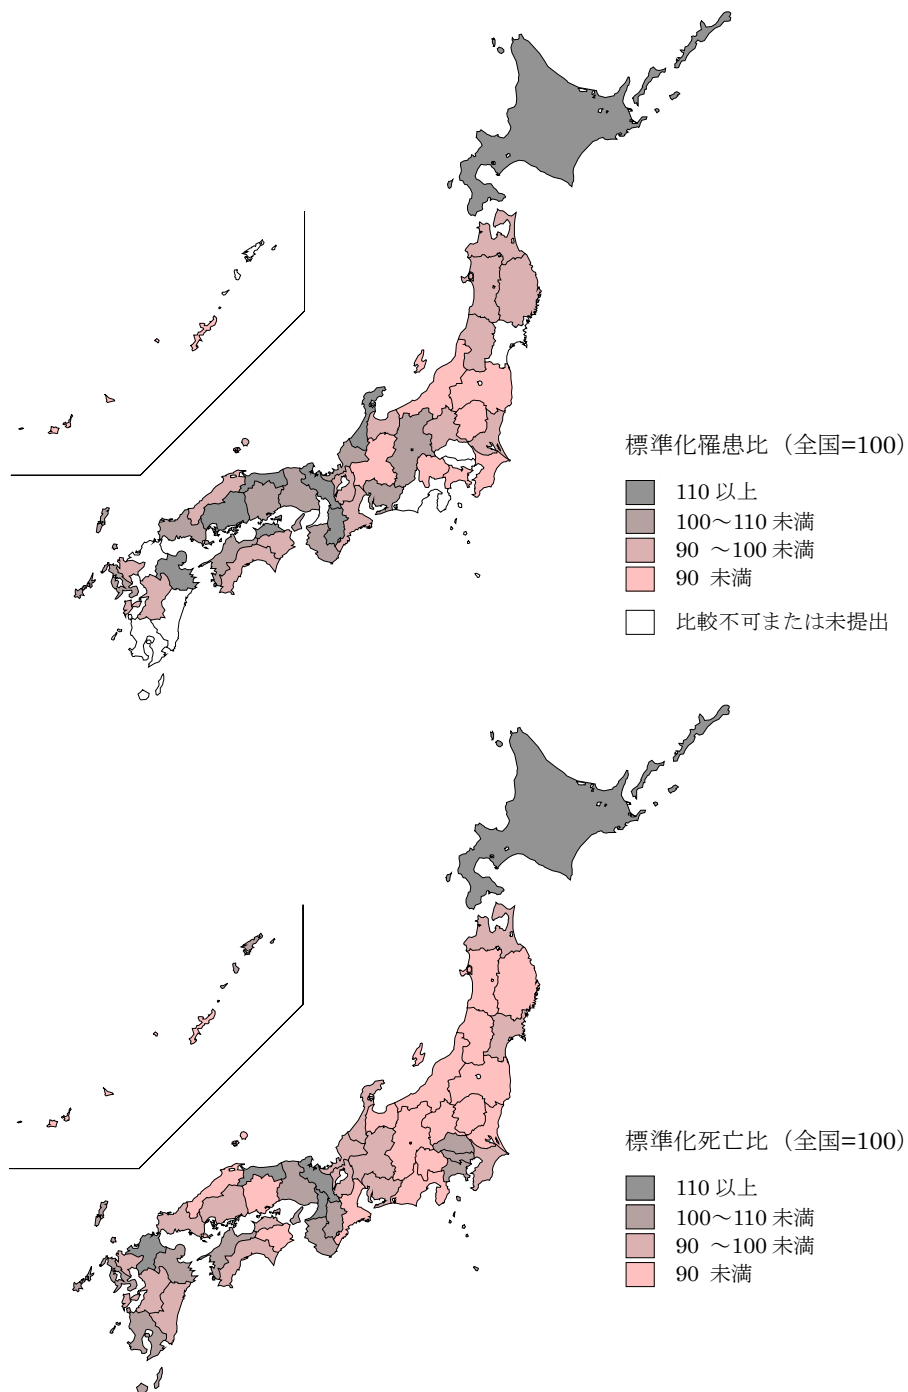 標準化罹患比（全国=100）
110 以上
100～110 未満
90 ～100 未満
90 未満
比較不可または未提出
標準化死亡比（全国=100）
110 以上
100～110 未満
90 ～100 未満
90 未満